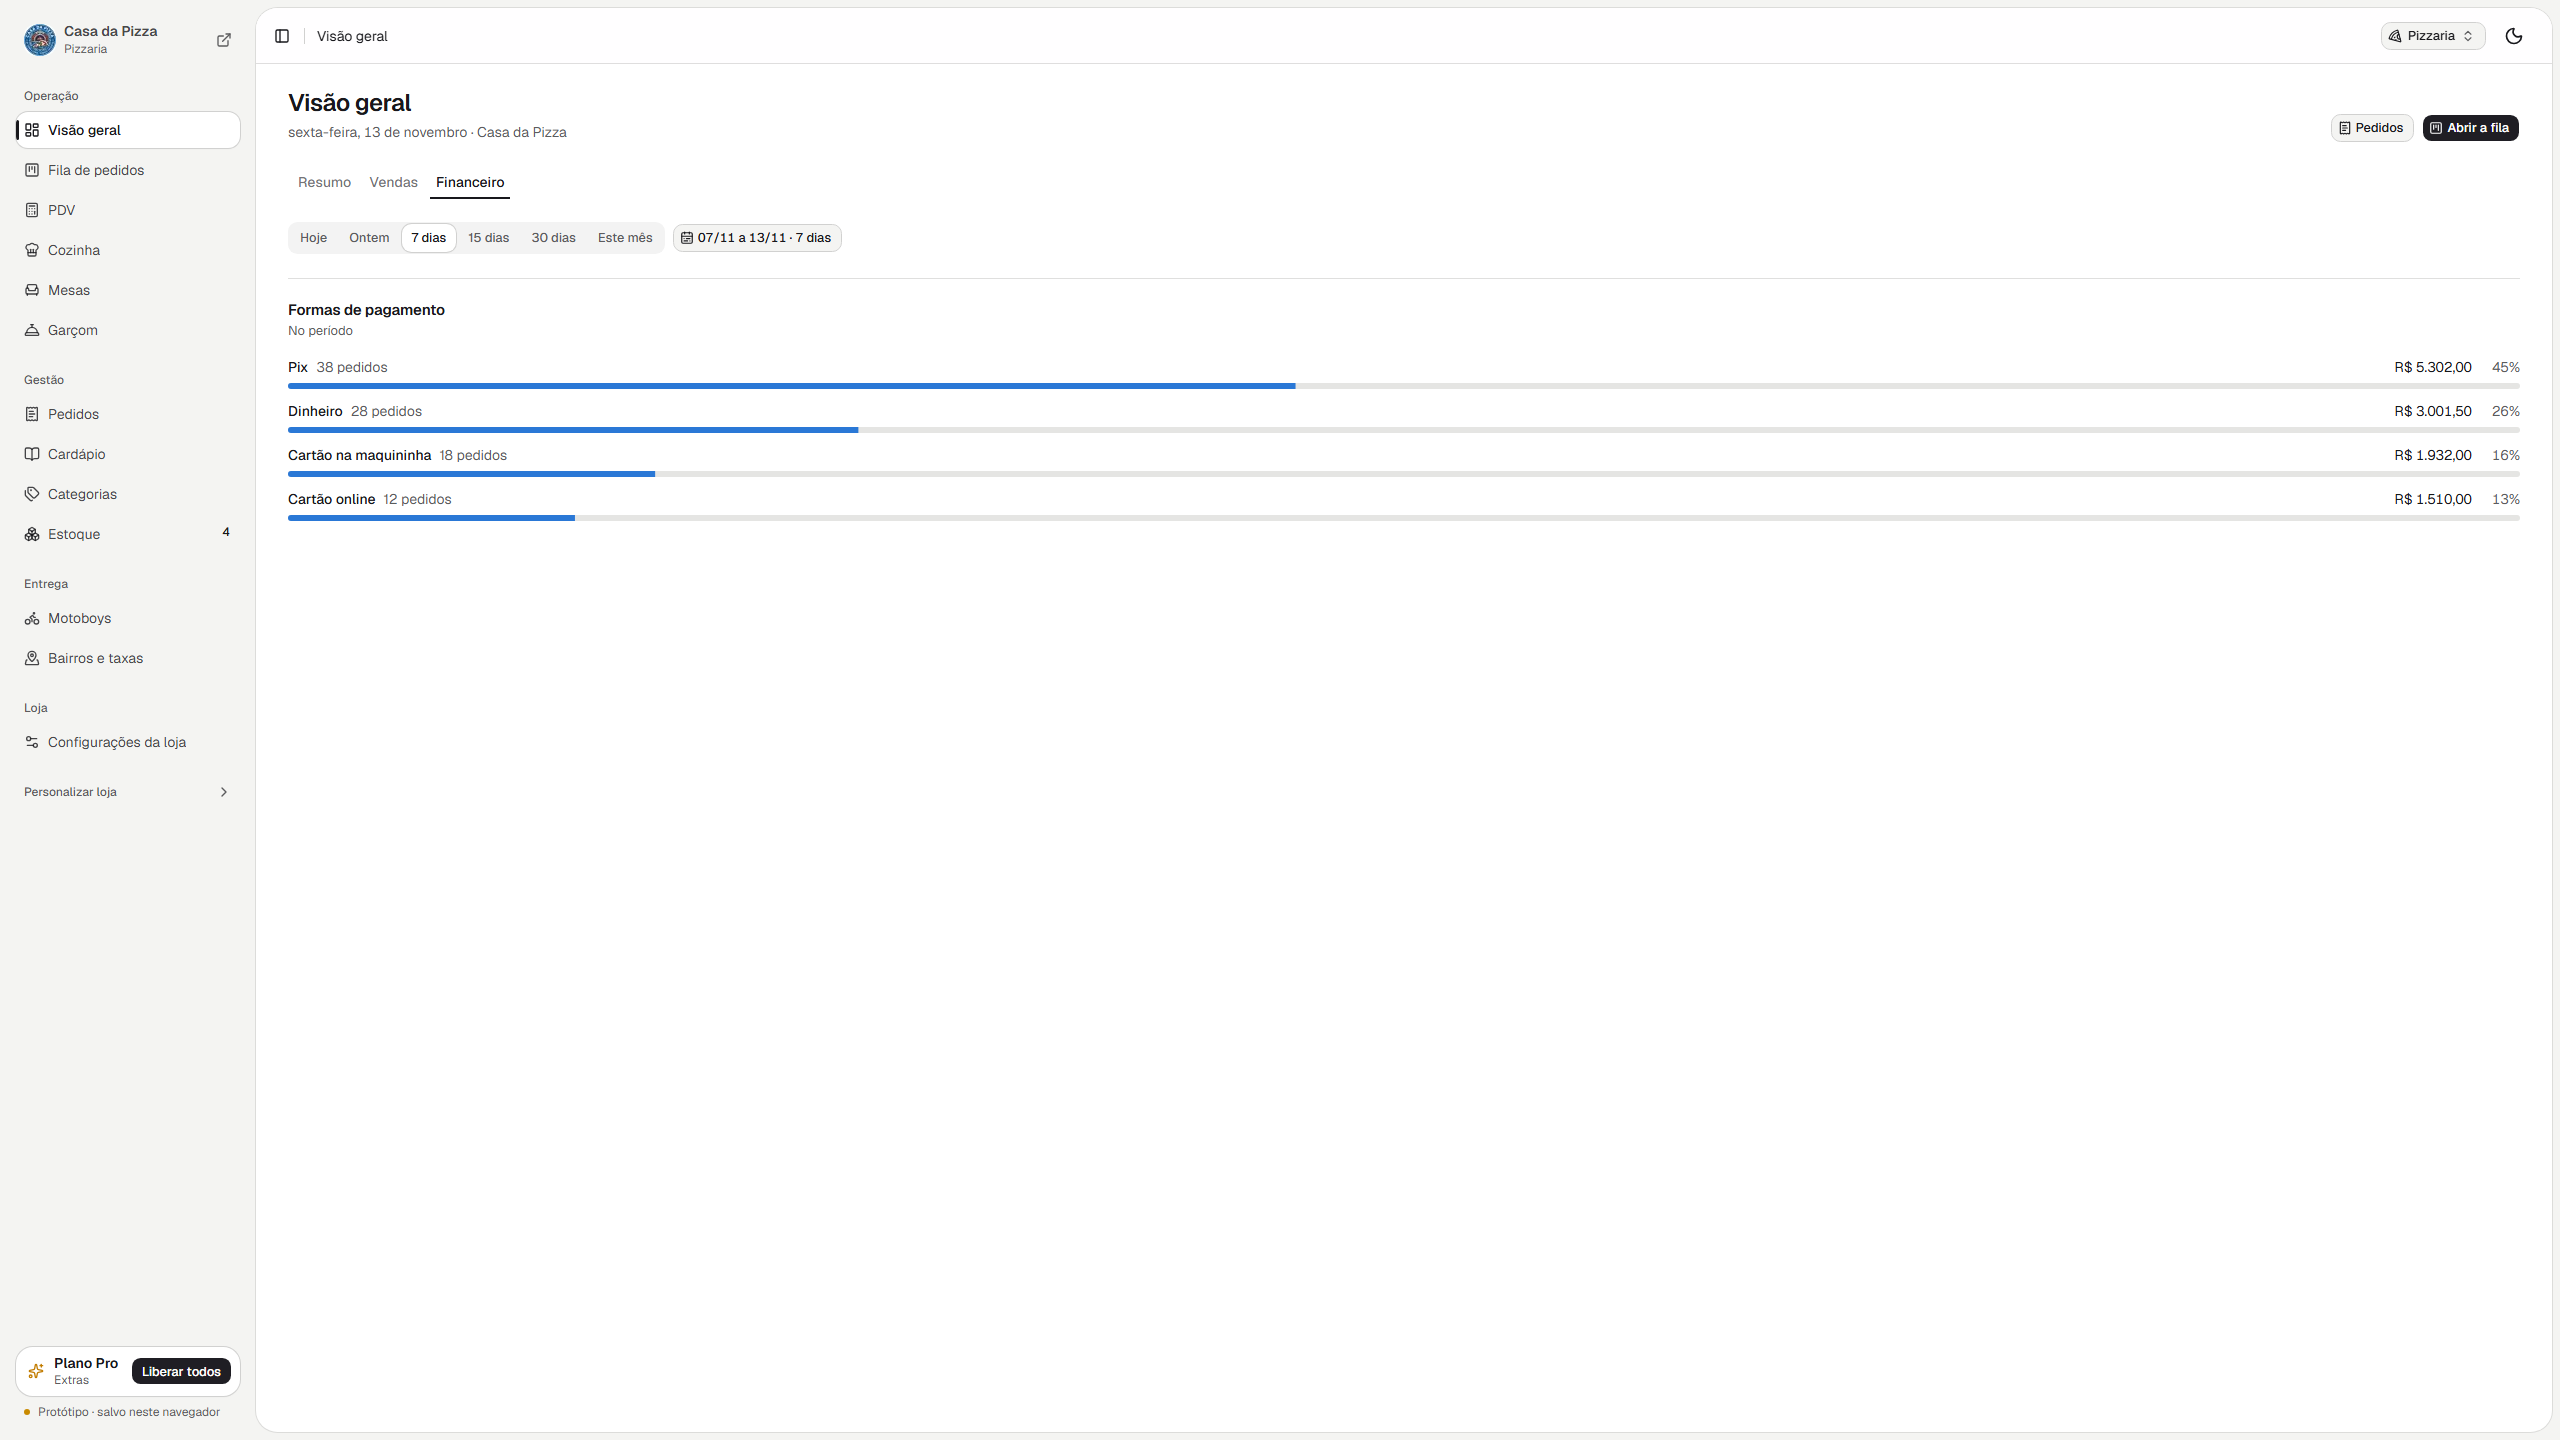 Casa da Pizza
Pizzaria
Operação
Visão geral
Fila de pedidos
PDV
Cozinha
Mesas
Garçom
Gestão
Pedidos
Cardápio
Categorias
Estoque 4
Entrega
Motoboys
Bairros e taxas
Loja
Configurações da loja
Personalizar loja
Plano Pro
Extras
Liberar todos
Protótipo · salvo neste navegador
Visão geral
Pizzaria
Visão geral
sexta-feira, 13 de novembro · Casa da Pizza
Pedidos
Abrir a fila
Resumo Vendas Financeiro
Hoje Ontem 7 dias 15 dias 30 dias Este mês 07/11 a 13/11 · 7 dias
Formas de pagamento
No período
Pix 38 pedidos R$ 5.302,00 45%
Dinheiro 28 pedidos R$ 3.001,50 26%
Cartão na maquininha 18 pedidos R$ 1.932,00 16%
Cartão online 12 pedidos R$ 1.510,00 13%